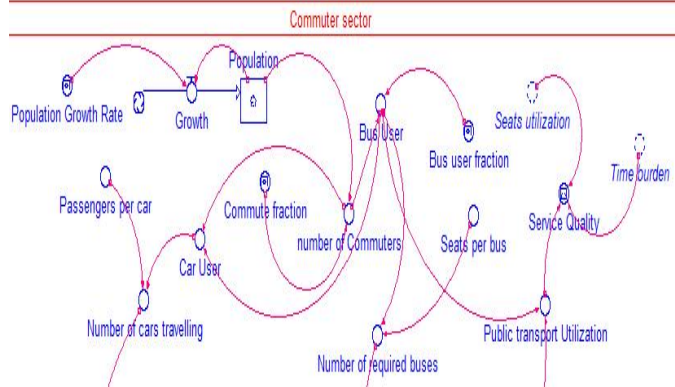 Commuter sector
Population
Population Growth Rate
Growth
Bus User
Seats utilization
Bus user fraction
Time burden
Passengers per car
Commute fraction
number of Commuters
Seats per bus
Service Quality
Car User
Number of cars travelling
Number of required buses
Public transport Utilization